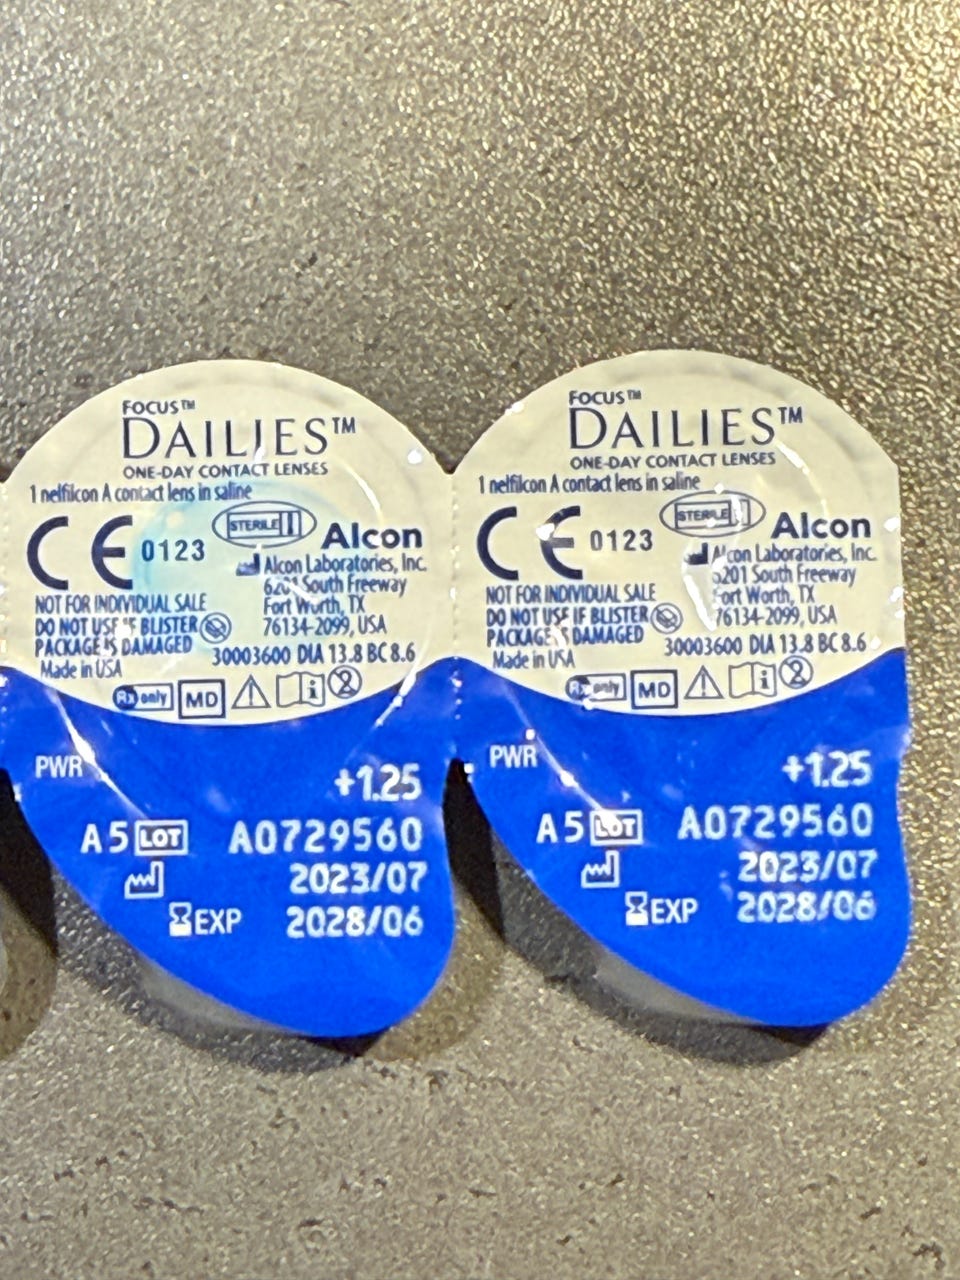 FOCUS™
DAILIES™
ONE-DAY CONTACT LENSES
1 nelfilcon A contact lens in saline
CE 0123
STERILE
Alcon
Alcon Laboratories, Inc.
6201 South Freeway
Fort Worth, TX
76134-2099, USA
NOT FOR INDIVIDUAL SALE
DO NOT USE IF BLISTER
PACKAGE IS DAMAGED
Made in USA
30003600 DIA 13.8 BC 8.6
Rx only
MD
PWR +1.25
A5 LOT A0729560
2023/07
EXP 2028/06
FOCUS™
DAILIES™
ONE-DAY CONTACT LENSES
1 nelfilcon A contact lens in saline
CE 0123
STERILE
Alcon
Alcon Laboratories, Inc.
6201 South Freeway
Fort Worth, TX
76134-2099, USA
NOT FOR INDIVIDUAL SALE
DO NOT USE IF BLISTER
PACKAGE IS DAMAGED
Made in USA
30003600 DIA 13.8 BC 8.6
Rx only
MD
PWR +1.25
A5 LOT A0729560
2023/07
EXP 2028/06